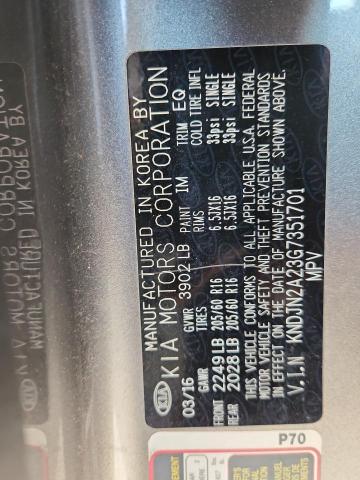 KIA
MANUFACTURED IN KOREA BY
KIA MOTORS CORPORATION
03/16 GVWR 3902 LB PAINT IM TRIM EQ
GAWR TIRES RIMS COLD TIRE INFL
FRONT 2249LB 205/60 R16 6.5JX16 33psi SINGLE
REAR 2028LB 205/60 R16 6.5JX16 33psi SINGLE
THIS VEHICLE CONFORMS TO ALL APPLICABLE U.S.A. FEDERAL
MOTOR VEHICLE SAFETY AND THEFT PREVENTION STANDARDS
IN EFFECT ON THE DATE OF MANUFACTURE SHOWN ABOVE.
V.I.N KNDJN2A23G7351701
MPV
P70